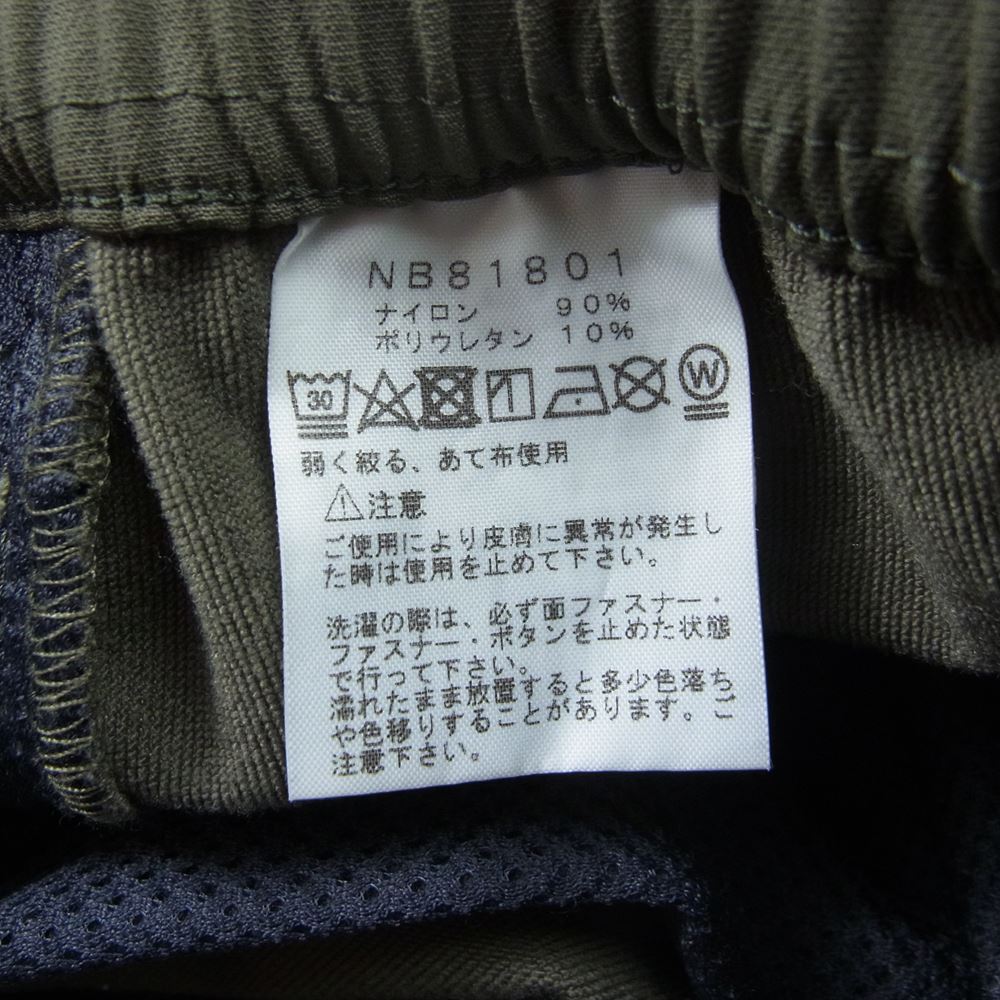 NB81801
ナイロン 90%
ポリウレタン 10%
30 W
弱く絞る、あて布使用
注意
ご使用により皮膚に異常が発生し
た時は使用を止めて下さい。
洗濯の際は、必ず面ファスナー・
ファスナー・ボタンを止めた状態
で行って下さい。
濡れたまま放置すると多少色落ち
や色移りすることがあります。ご
注意下さい。